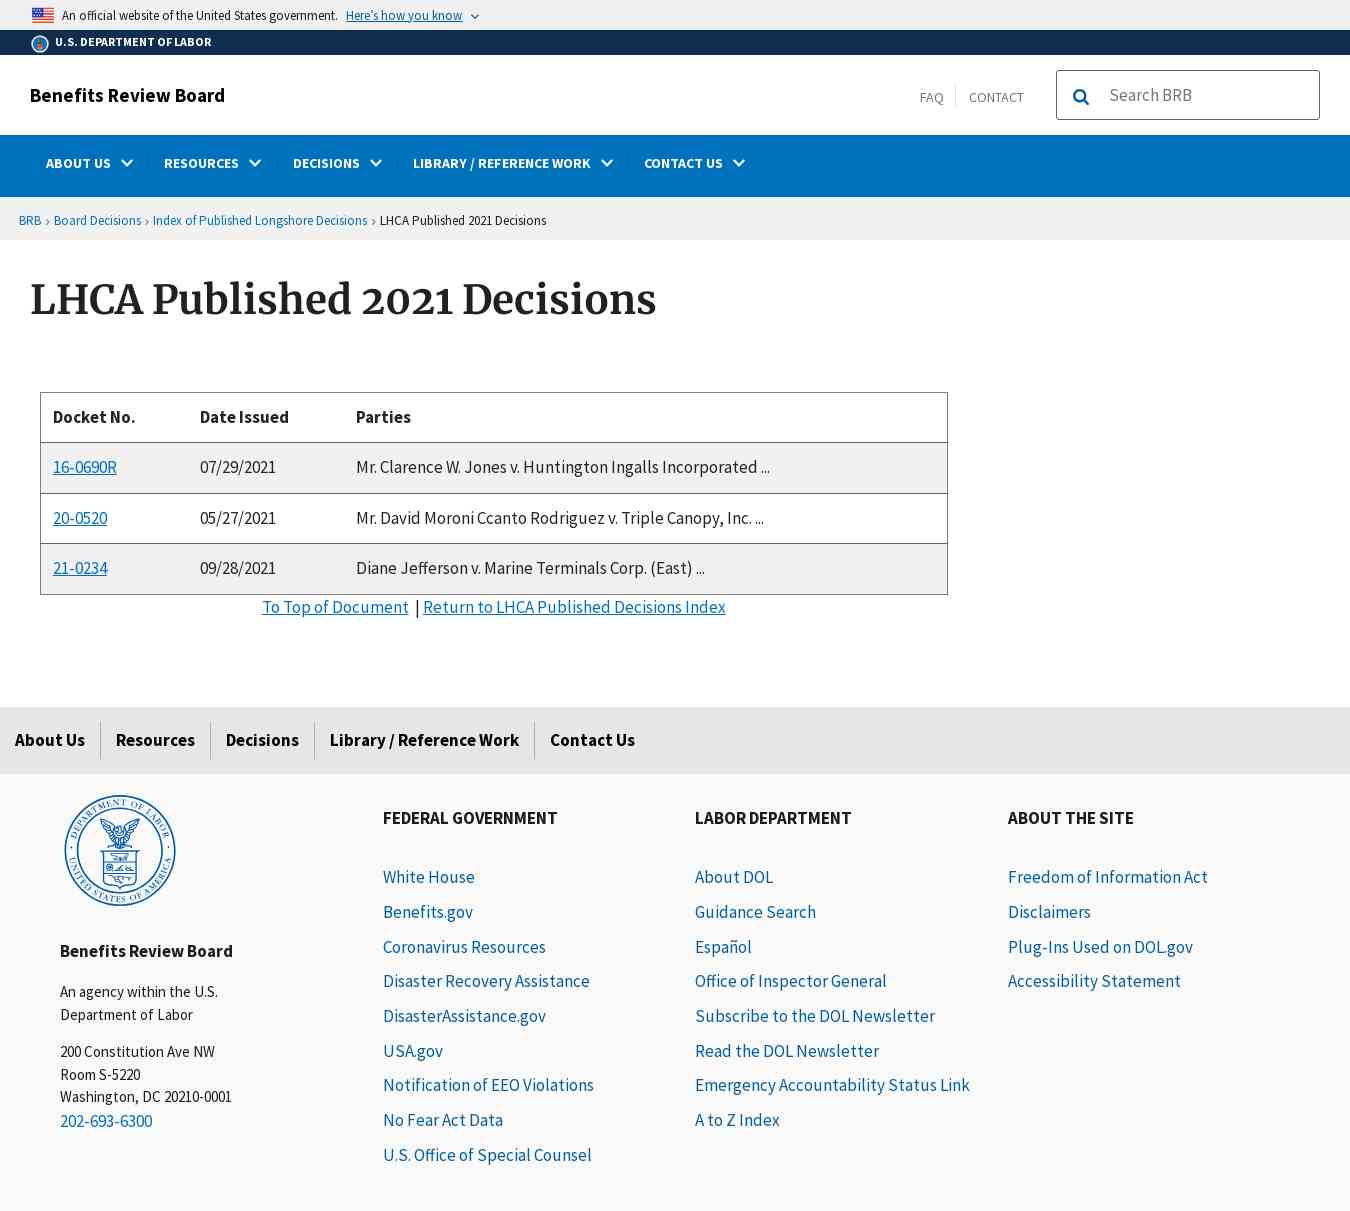 An official website of the United States government. Here's how you know
U.S. DEPARTMENT OF LABOR
Benefits Review Board
FAQ
CONTACT
Search BRB
ABOUT US
RESOURCES
DECISIONS
LIBRARY / REFERENCE WORK
CONTACT US
BRB › Board Decisions › Index of Published Longshore Decisions › LHCA Published 2021 Decisions
LHCA Published 2021 Decisions
Docket No. Date Issued Parties
16-0690R 07/29/2021 Mr. Clarence W. Jones v. Huntington Ingalls Incorporated ...
20-0520 05/27/2021 Mr. David Moroni Ccanto Rodriguez v. Triple Canopy, Inc. ...
21-0234 09/28/2021 Diane Jefferson v. Marine Terminals Corp. (East) ...
To Top of Document | Return to LHCA Published Decisions Index
About Us
Resources
Decisions
Library / Reference Work
Contact Us
DEPARTMENT OF LABOR
UNITED STATES OF AMERICA
Benefits Review Board
An agency within the U.S.
Department of Labor
200 Constitution Ave NW
Room S-5220
Washington, DC 20210-0001
202-693-6300
FEDERAL GOVERNMENT
White House
Benefits.gov
Coronavirus Resources
Disaster Recovery Assistance
DisasterAssistance.gov
USA.gov
Notification of EEO Violations
No Fear Act Data
U.S. Office of Special Counsel
LABOR DEPARTMENT
About DOL
Guidance Search
Español
Office of Inspector General
Subscribe to the DOL Newsletter
Read the DOL Newsletter
Emergency Accountability Status Link
A to Z Index
ABOUT THE SITE
Freedom of Information Act
Disclaimers
Plug-Ins Used on DOL.gov
Accessibility Statement